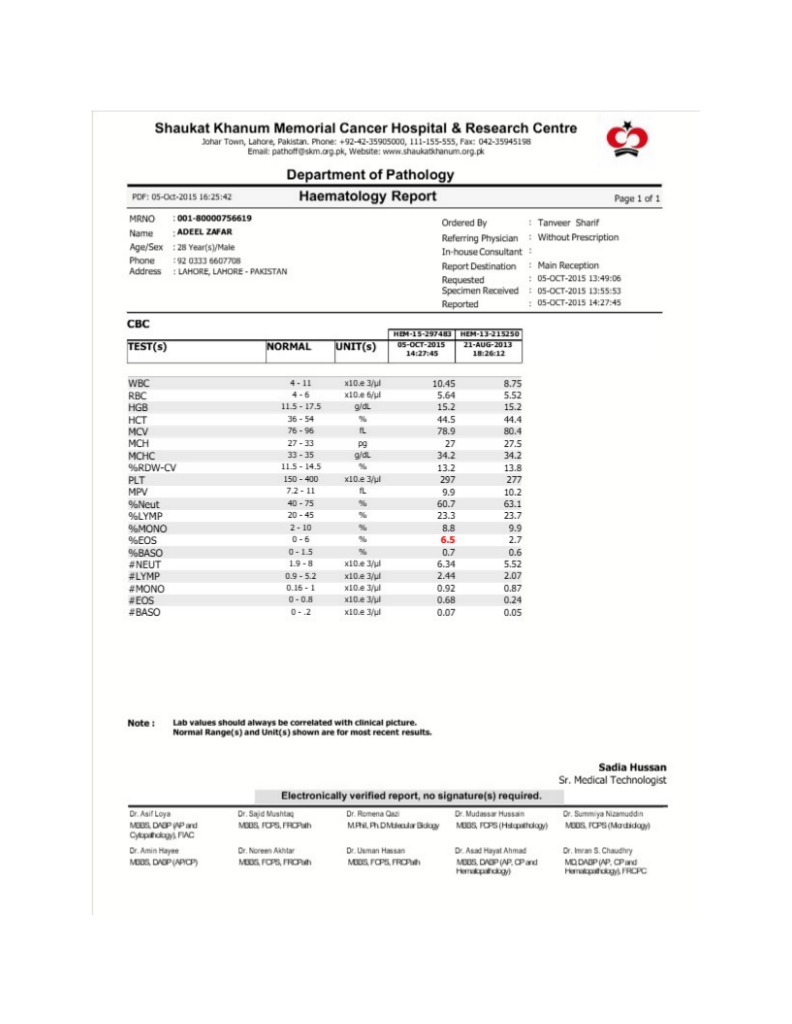 Shaukat Khanum Memorial Cancer Hospital & Research Centre
Johar Town, Lahore, Pakistan. Phone: +92-42-35905000, 111-155-555, Fax: 042-35945198
Email: pathoff@skm.org.pk, Website: www.shaukatkhanum.org.pk
Department of Pathology
PDF: 05-Oct-2015 16:25:42 Haematology Report Page 1 of 1
MRNO : 001-80000756619
Name : ADEEL ZAFAR
Age/Sex : 28 Year(s)/Male
Phone : 92 0333 6607708
Address : LAHORE, LAHORE - PAKISTAN
Ordered By : Tanveer Sharif
Referring Physician : Without Prescription
In-house Consultant :
Report Destination : Main Reception
Requested : 05-OCT-2015 13:49:06
Specimen Received : 05-OCT-2015 13:55:53
Reported : 05-OCT-2015 14:27:45
CBC
HEM-15-297483 HEM-13-215250
TEST(s) NORMAL UNIT(s) 05-OCT-2015 21-AUG-2013
14:27:45 18:26:12
WBC 4 - 11 x10.e 3/µl 10.45 8.75
RBC 4 - 6 x10.e 6/µl 5.64 5.52
HGB 11.5 - 17.5 g/dL 15.2 15.2
HCT 36 - 54 % 44.5 44.4
MCV 76 - 96 fL 78.9 80.4
MCH 27 - 33 pg 27 27.5
MCHC 33 - 35 g/dL 34.2 34.2
%RDW-CV 11.5 - 14.5 % 13.2 13.8
PLT 150 - 400 x10.e 3/µl 297 277
MPV 7.2 - 11 fL 9.9 10.2
%Neut 40 - 75 % 60.7 63.1
%LYMP 20 - 45 % 23.3 23.7
%MONO 2 - 10 % 8.8 9.9
%EOS 0 - 6 % 6.5 2.7
%BASO 0 - 1.5 % 0.7 0.6
#NEUT 1.9 - 8 x10.e 3/µl 6.34 5.52
#LYMP 0.9 - 5.2 x10.e 3/µl 2.44 2.07
#MONO 0.16 - 1 x10.e 3/µl 0.92 0.87
#EOS 0 - 0.8 x10.e 3/µl 0.68 0.24
#BASO 0 - .2 x10.e 3/µl 0.07 0.05
Note : Lab values should always be correlated with clinical picture.
Normal Range(s) and Unit(s) shown are for most recent results.
Sadia Hussan
Sr. Medical Technologist
Electronically verified report, no signature(s) required.
Dr. Asif Loya Dr. Sajid Mushtaq Dr. Romena Qazi Dr. Mudassar Hussain Dr. Summiya Nizamuddin
MBBS, DABP (AP and MBBS, FCPS, FRCPath M.Phil, Ph.D Molecular Biology MBBS, FCPS (Histopathology) MBBS, FCPS (Microbiology)
Cytopathology), FIAC
Dr. Amin Hayee Dr. Noreen Akhtar Dr. Usman Hassan Dr. Asad Hayat Ahmad Dr. Imran S. Chaudhry
MBBS, DABP (AP/CP) MBBS, FCPS, FRCPath MBBS, FCPS, FRCPath MBBS, DABP (AP, CP and MD, DABP (AP, CP and
Hematopathology) Hematopathology), FRCPC